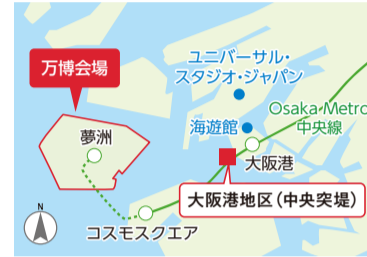 万博会場
ユニバーサル・
スタジオ・ジャパン
Osaka Metro
中央線
海遊館
夢洲
大阪港
大阪港地区(中央突堤)
コスモスクエア
N